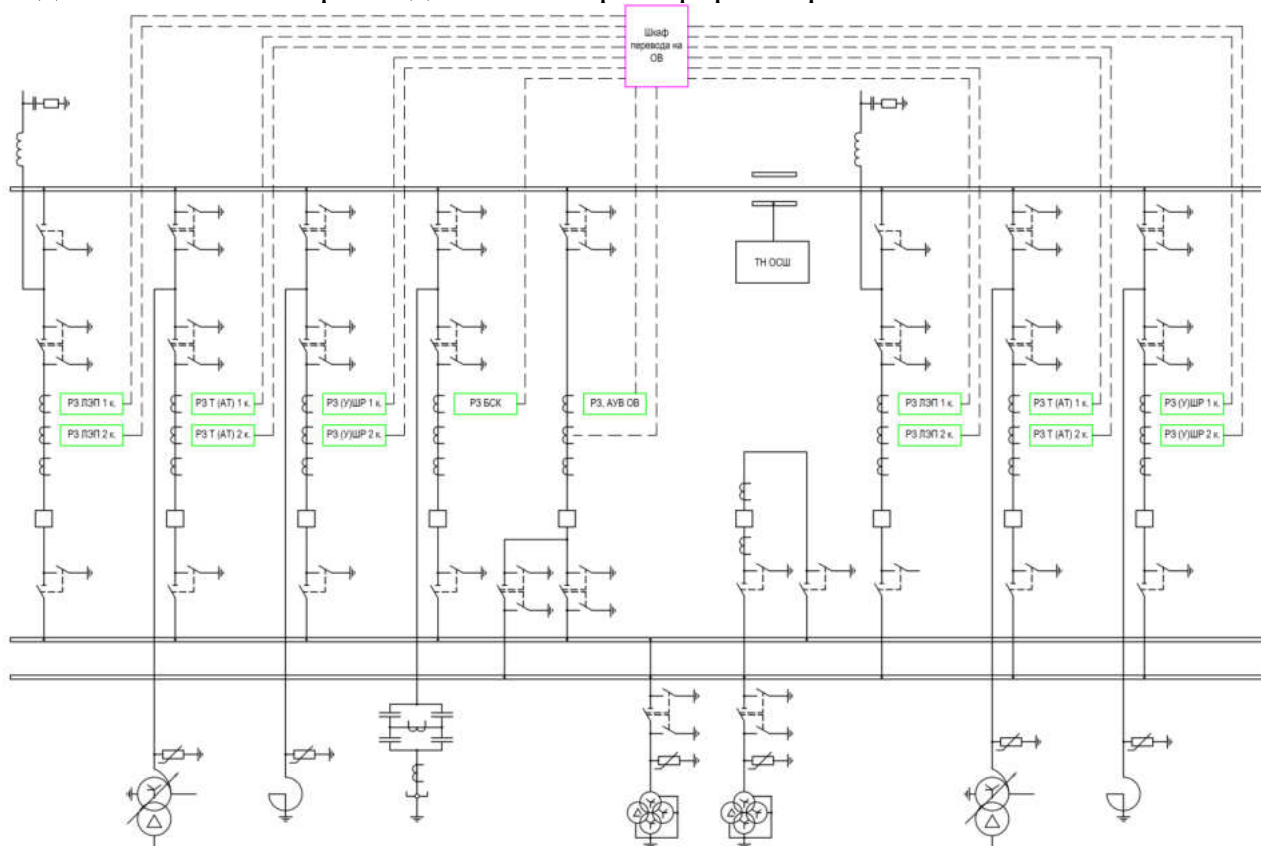 Шкаф
перевода на
ОВ
ТН ОСШ
РЗ ЛЭП 1 к.
РЗ Т (АТ) 1 к.
РЗ (У)ШР 1 к.
РЗ БСК
РЗ, АУВ ОВ
РЗ ЛЭП 1 к.
РЗ Т (АТ) 1 к.
РЗ (У)ШР 1 к.
РЗ ЛЭП 2 к.
РЗ Т (АТ) 2 к.
РЗ (У)ШР 2 к.
РЗ ЛЭП 2 к.
РЗ Т (АТ) 2 к.
РЗ (У)ШР 2 к.